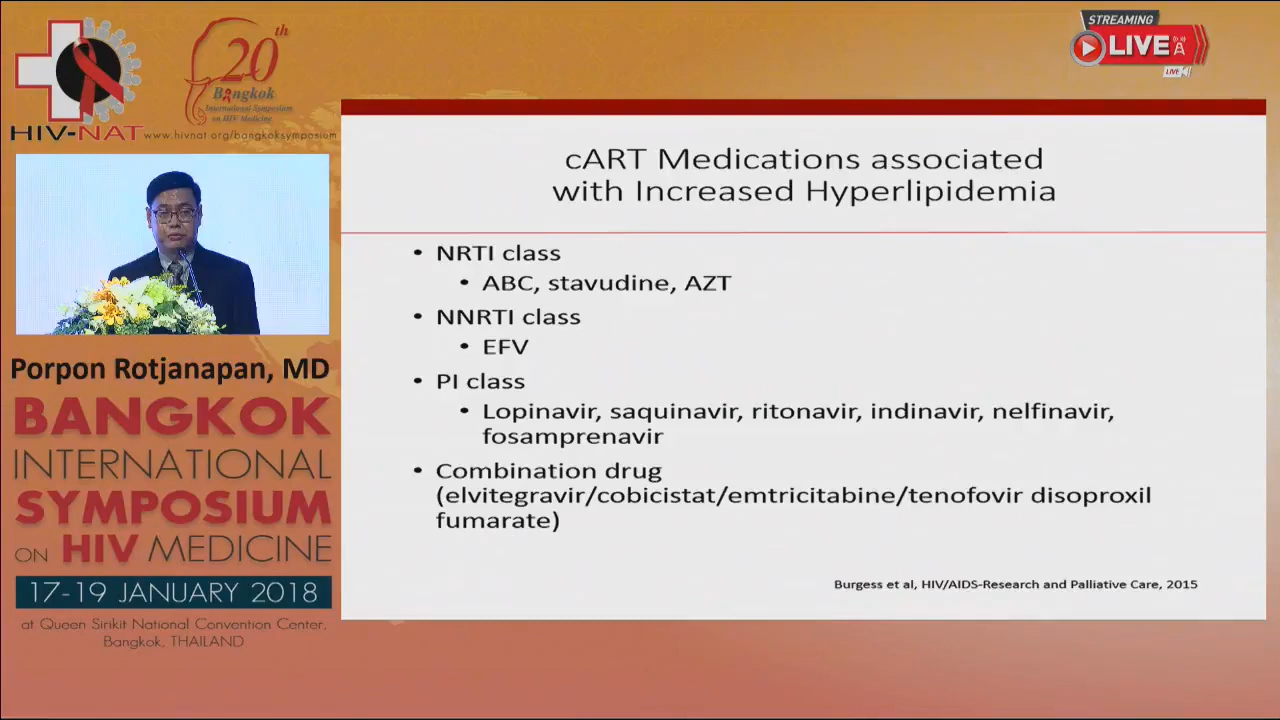 HIV-NAT
20th
Bangkok
International Symposium
on HIV Medicine
www.hivnat.org/bangkoksymposium
STREAMING
LIVE
LIVE
cART Medications associated
with Increased Hyperlipidemia
• NRTI class
• ABC, stavudine, AZT
• NNRTI class
• EFV
• PI class
• Lopinavir, saquinavir, ritonavir, indinavir, nelfinavir,
fosamprenavir
• Combination drug
(elvitegravir/cobicistat/emtricitabine/tenofovir disoproxil
fumarate)
Burgess et al, HIV/AIDS-Research and Palliative Care, 2015
Porpon Rotjanapan, MD
BANGKOK
INTERNATIONAL
SYMPOSIUM
ON HIV MEDICINE
17-19 JANUARY 2018
at Queen Sirikit National Convention Center,
Bangkok, THAILAND